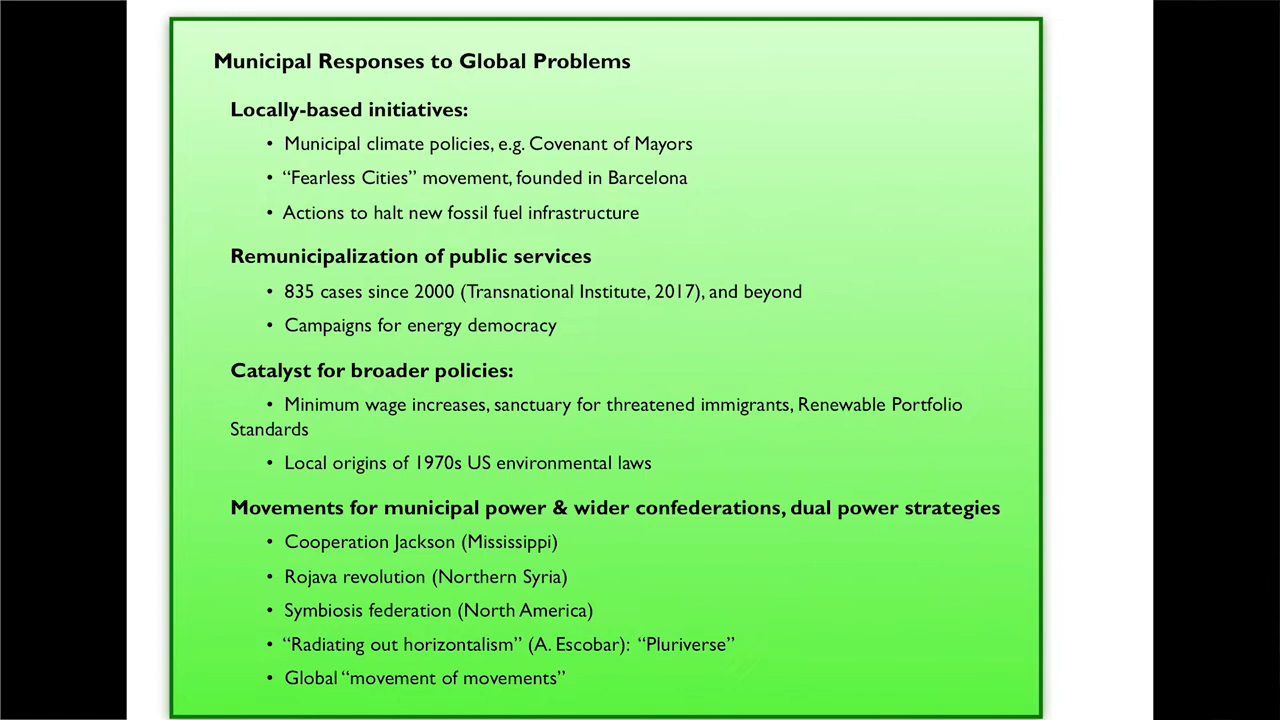 Municipal Responses to Global Problems
Locally-based initiatives:
• Municipal climate policies, e.g. Covenant of Mayors
• “Fearless Cities” movement, founded in Barcelona
• Actions to halt new fossil fuel infrastructure
Remunicipalization of public services
• 835 cases since 2000 (Transnational Institute, 2017), and beyond
• Campaigns for energy democracy
Catalyst for broader policies:
• Minimum wage increases, sanctuary for threatened immigrants, Renewable Portfolio
Standards
• Local origins of 1970s US environmental laws
Movements for municipal power & wider confederations, dual power strategies
• Cooperation Jackson (Mississippi)
• Rojava revolution (Northern Syria)
• Symbiosis federation (North America)
• “Radiating out horizontalism” (A. Escobar): “Pluriverse”
• Global “movement of movements”